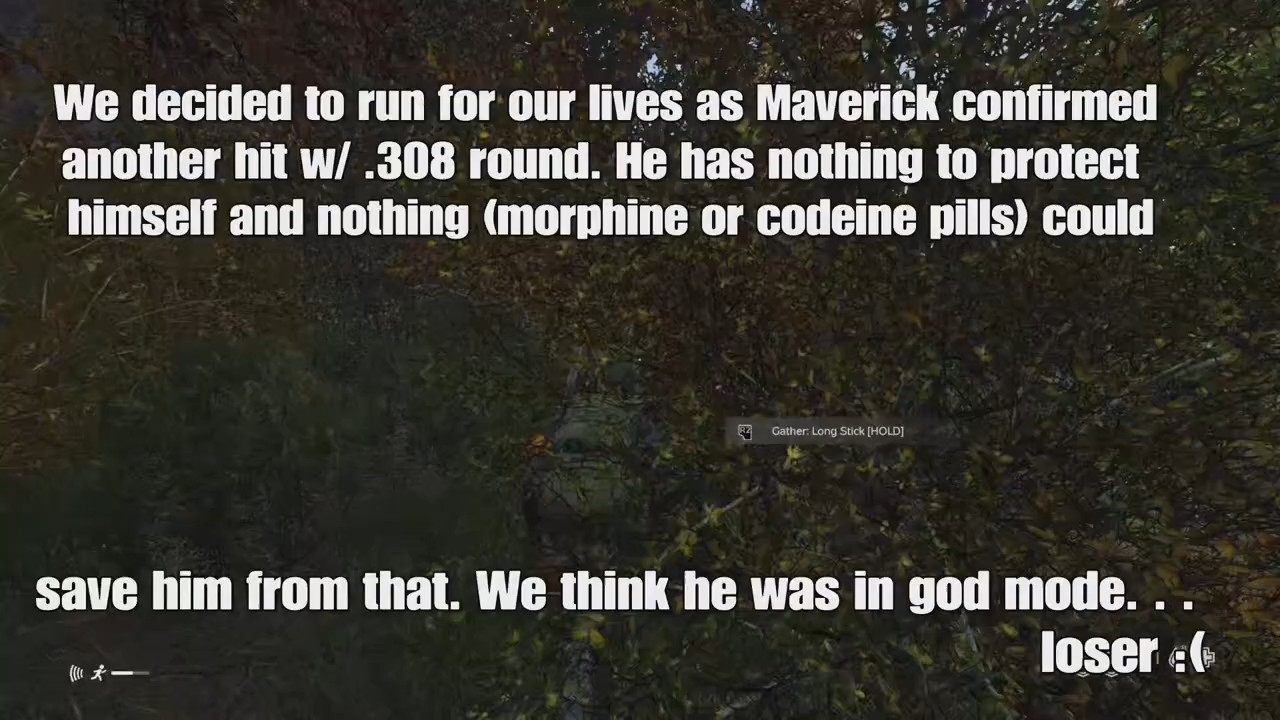 We decided to run for our lives as Maverick confirmed
another hit w/ .308 round. He has nothing to protect
himself and nothing (morphine or codeine pills) could
R2 Gather: Long Stick [HOLD]
save him from that. We think he was in god mode. . .
loser :(